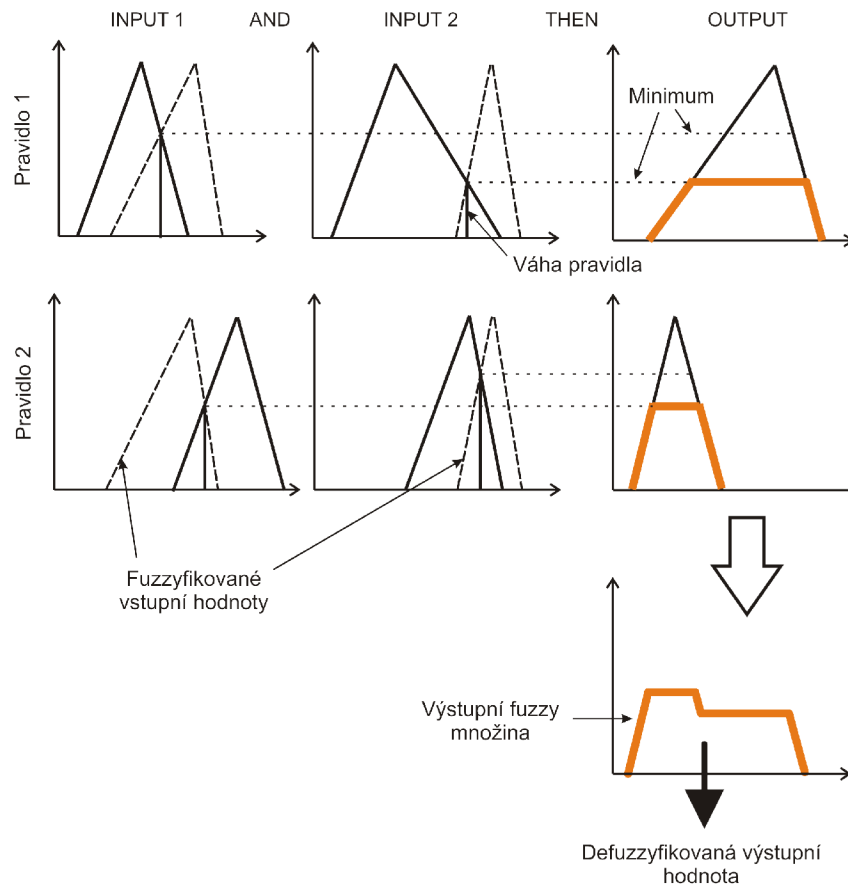 INPUT 1 AND INPUT 2 THEN OUTPUT
Pravidlo 1
Minimum
Váha pravidla
Pravidlo 2
Fuzzyfikované
vstupní hodnoty
Výstupní fuzzy
množina
Defuzzyfikovaná výstupní
hodnota